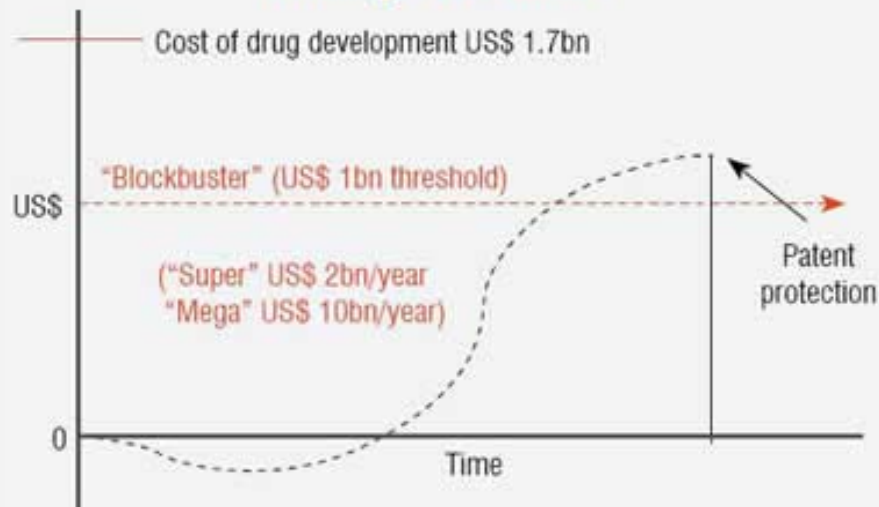 Cost of drug development US$ 1.7bn
“Blockbuster” (US$ 1bn threshold)
US$
(“Super” US$ 2bn/year
“Mega” US$ 10bn/year)
Patent
protection
0
Time